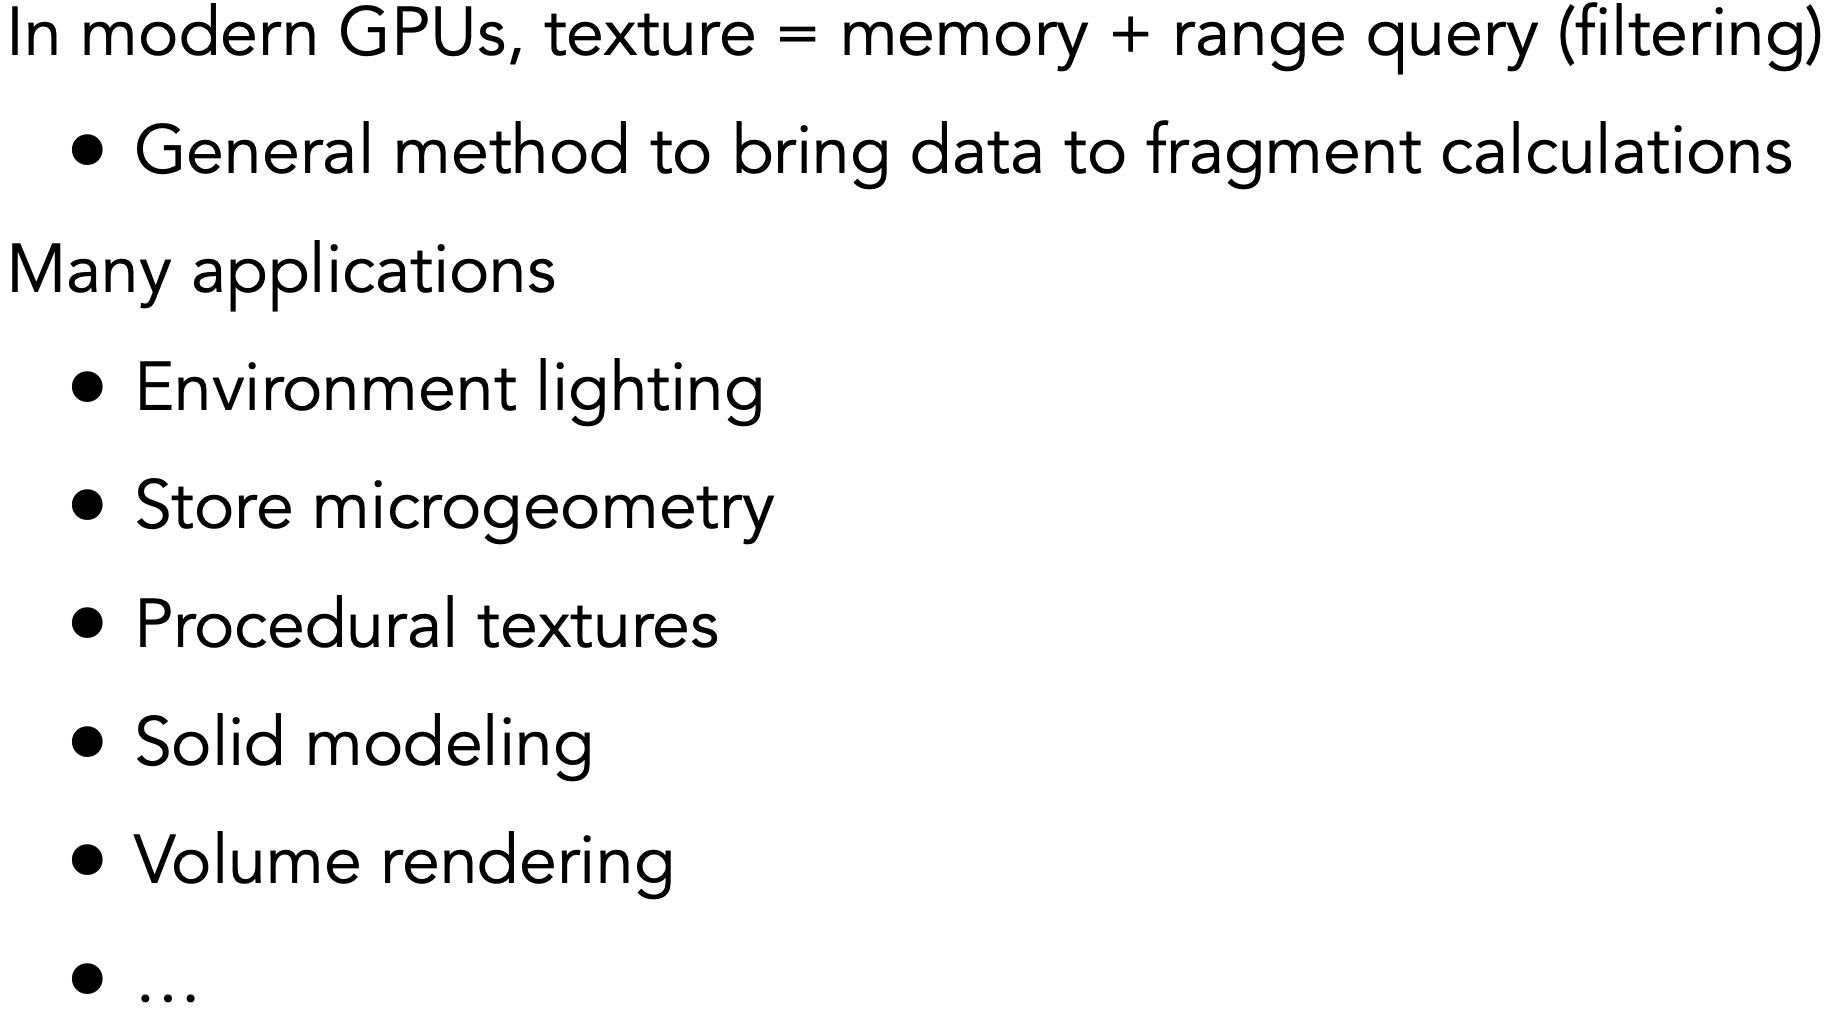 In modern GPUs, texture = memory + range query (filtering)
● General method to bring data to fragment calculations
Many applications
● Environment lighting
● Store microgeometry
● Procedural textures
● Solid modeling
● Volume rendering
● …